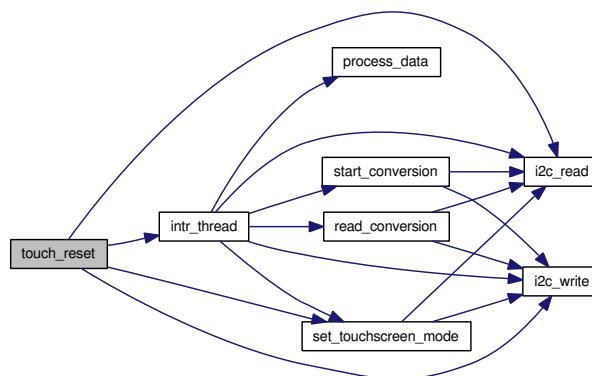 process_data
start_conversion
i2c_read
intr_thread
read_conversion
touch_reset
i2c_write
set_touchscreen_mode